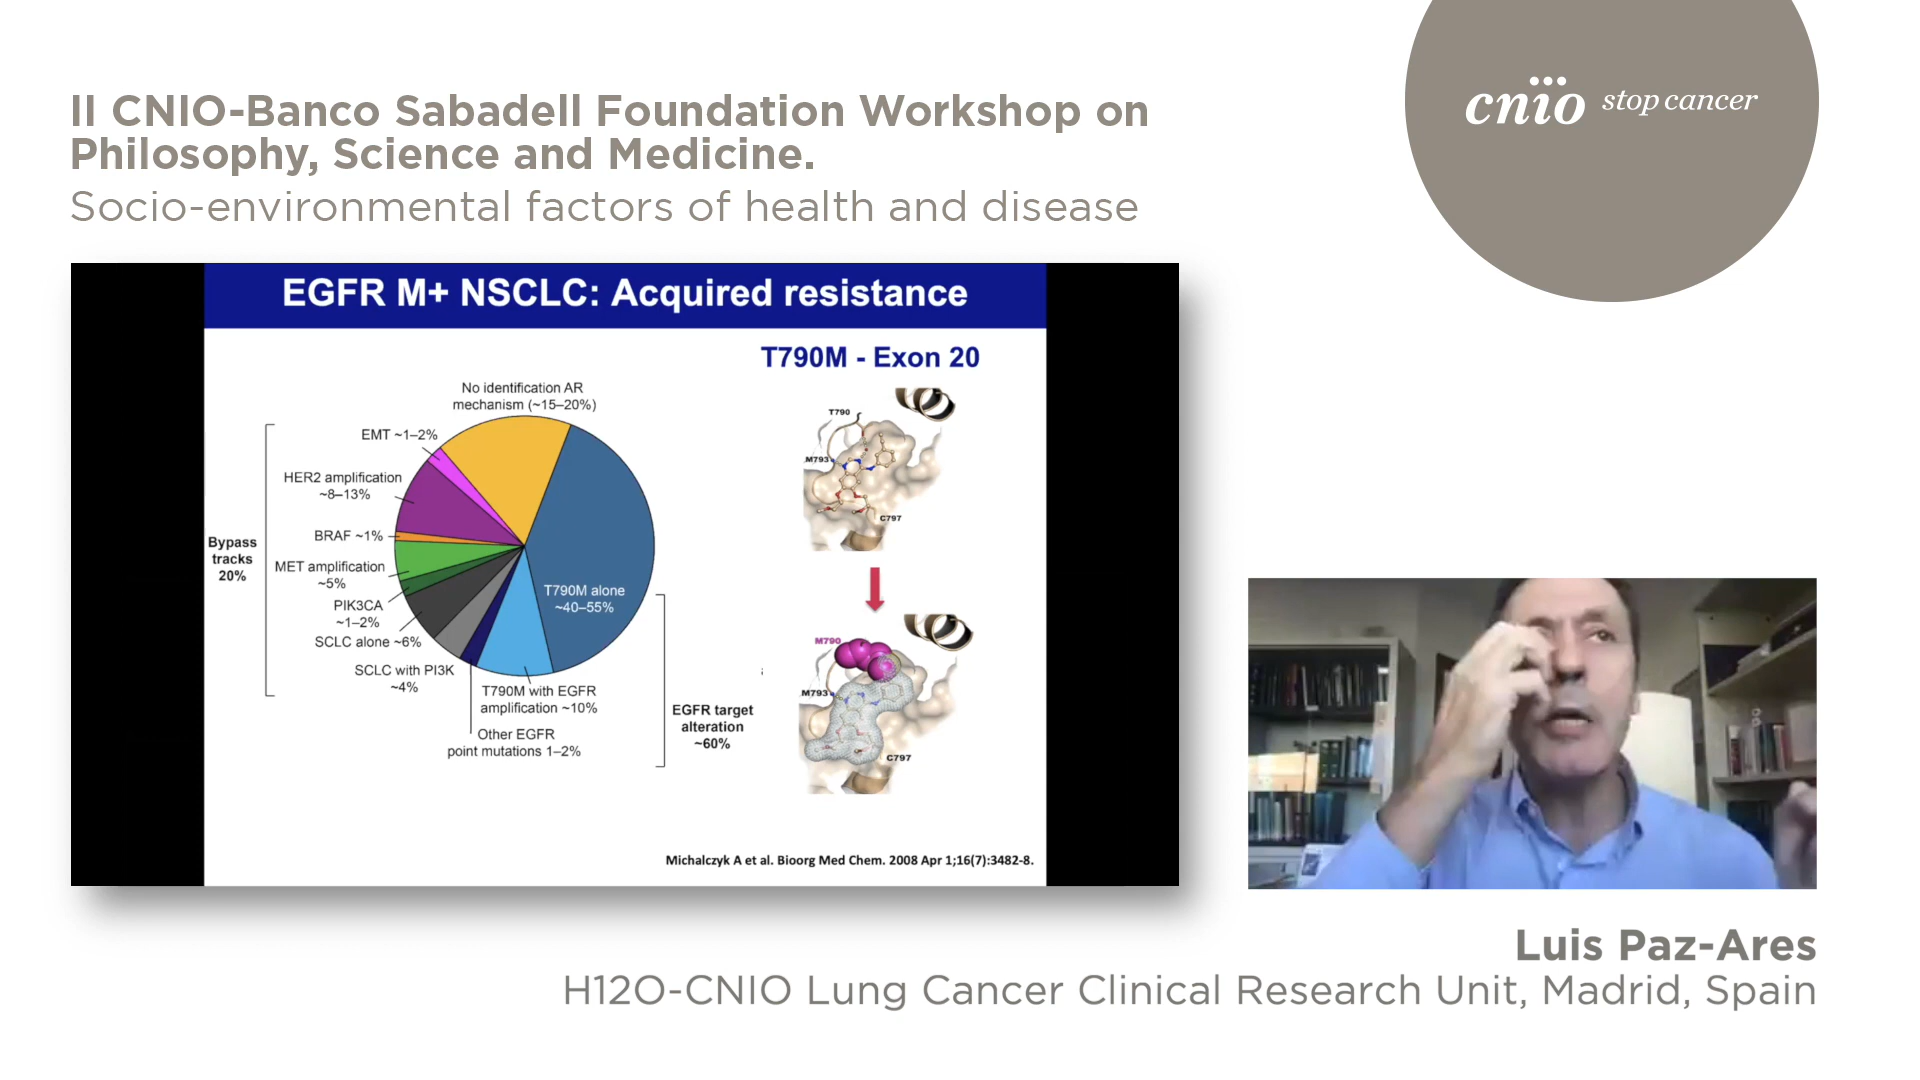 II CNIO-Banco Sabadell Foundation Workshop on
Philosophy, Science and Medicine.
Socio-environmental factors of health and disease
cnio stop cancer
EGFR M+ NSCLC: Acquired resistance
T790M - Exon 20
No identification AR
mechanism (~15–20%)
EMT ~1–2%
HER2 amplification
~8–13%
BRAF ~1%
MET amplification
~5%
PIK3CA
~1–2%
SCLC alone ~6%
SCLC with PI3K
~4%
Bypass
tracks
20%
T790M alone
~40–55%
T790M with EGFR
amplification ~10%
Other EGFR
point mutations 1–2%
EGFR target
alteration
~60%
T790
M793
C797
M790
M793
C797
Michalczyk A et al. Bioorg Med Chem. 2008 Apr 1;16(7):3482-8.
Luis Paz-Ares
H12O-CNIO Lung Cancer Clinical Research Unit, Madrid, Spain